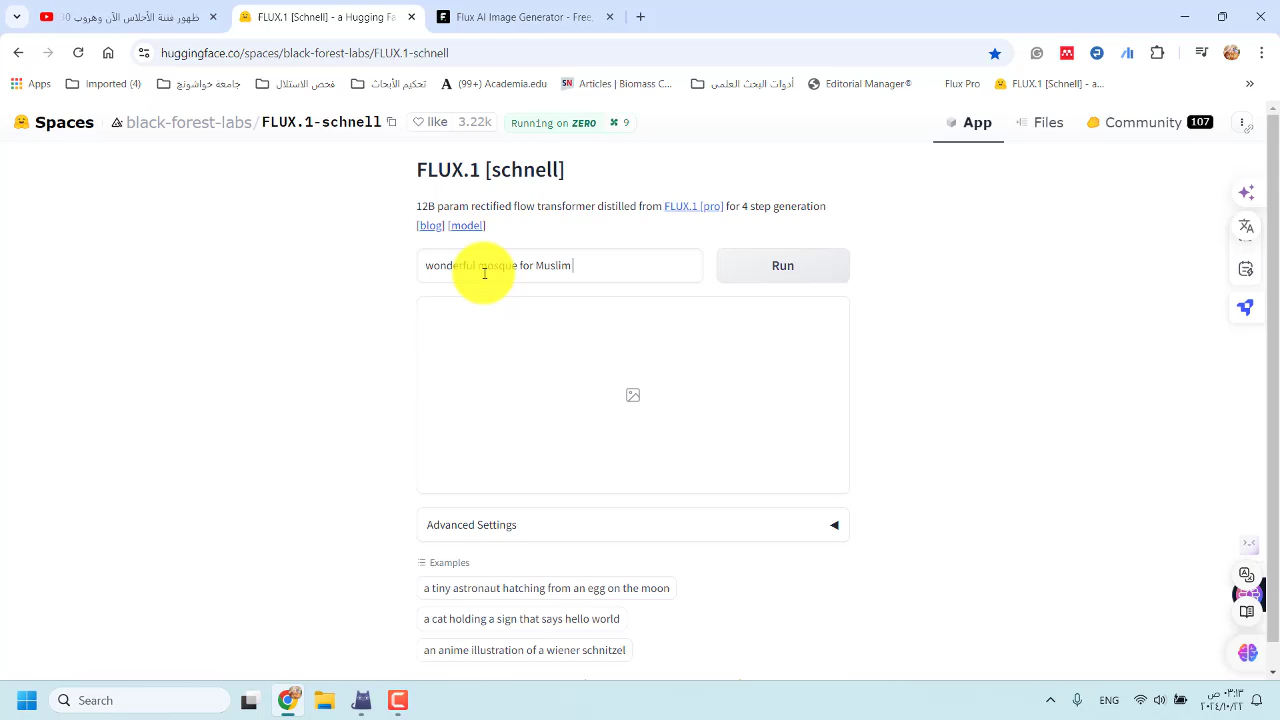 ظهور فتنة الأحلاس الآن وهروب 30
FLUX.1 [Schnell] - a Hugging Fa
Flux AI Image Generator - Free,
huggingface.co/spaces/black-forest-labs/FLUX.1-schnell
Apps
Imported (4)
جامعه خواشونج
فحص الاستلال
تحكيم الأبحاث
(99+) Academia.edu
SN Articles | Biomass C...
أدوات البحث العلمي
Editorial Manager®
Flux Pro
FLUX.1 [Schnell] - a...
Spaces
black-forest-labs/FLUX.1-schnell
like 3.22k
Running on ZERO 9
App
Files
Community 107
FLUX.1 [schnell]
12B param rectified flow transformer distilled from FLUX.1 [pro] for 4 step generation
[blog] [model]
wonderful mosque for Muslim
Run
Advanced Settings
Examples
a tiny astronaut hatching from an egg on the moon
a cat holding a sign that says hello world
an anime illustration of a wiener schnitzel
Search
ENG